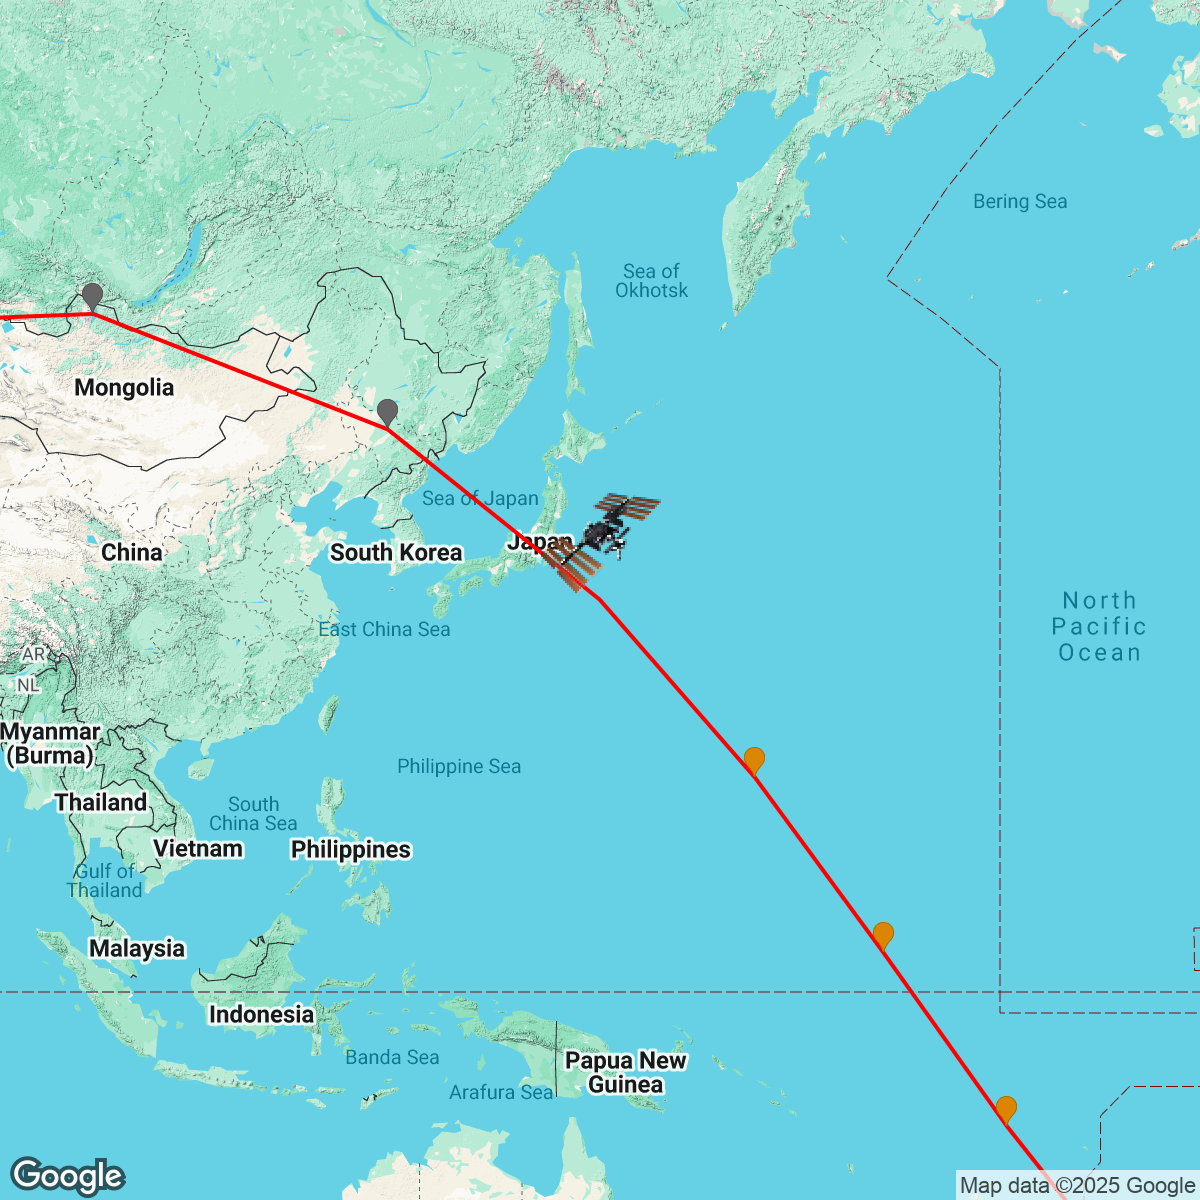 Bering Sea
Sea of
Okhotsk
Mongolia
Sea of Japan
Japan
China
South Korea
North
Pacific
Ocean
East China Sea
AR
NL
Myanmar
(Burma)
Philippine Sea
Thailand
South
China Sea
Vietnam
Philippines
Gulf of
Thailand
Malaysia
Indonesia
Banda Sea
Papua New
Guinea
Arafura Sea
Google
Map data ©2025 Google